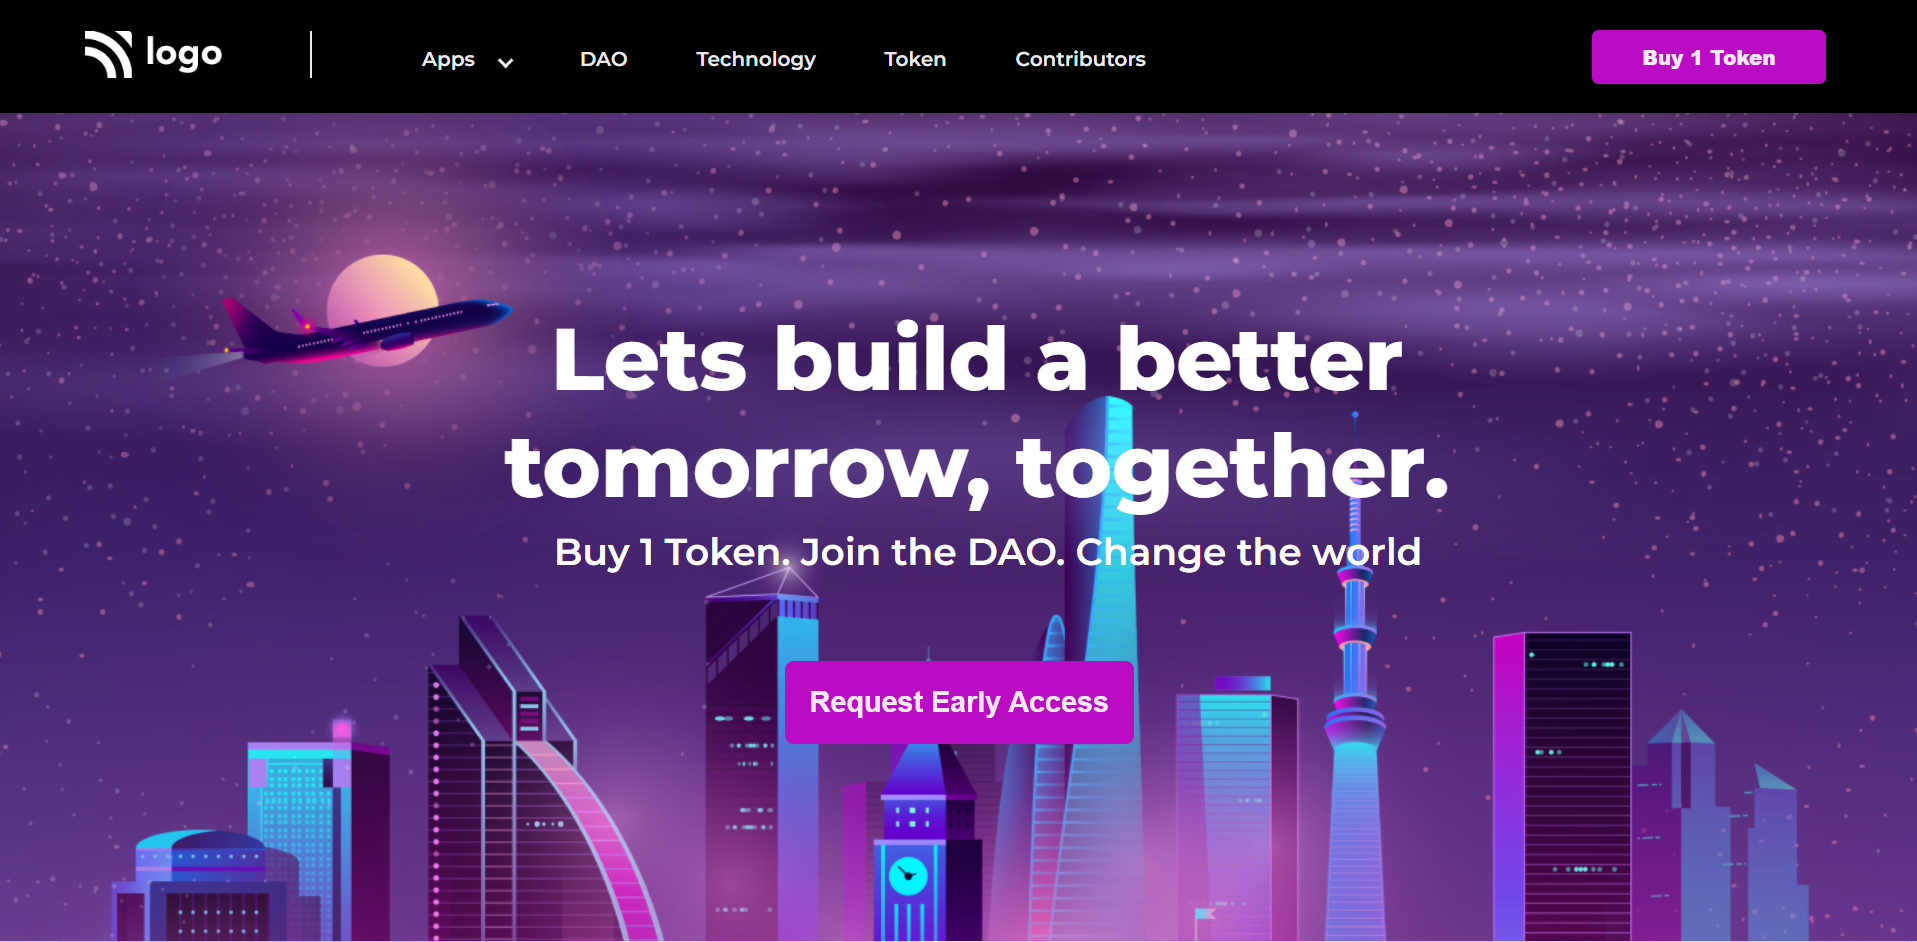 logo
Apps
DAO
Technology
Token
Contributors
Buy 1 Token
Lets build a better
tomorrow, together.
Buy 1 Token. Join the DAO. Change the world
Request Early Access